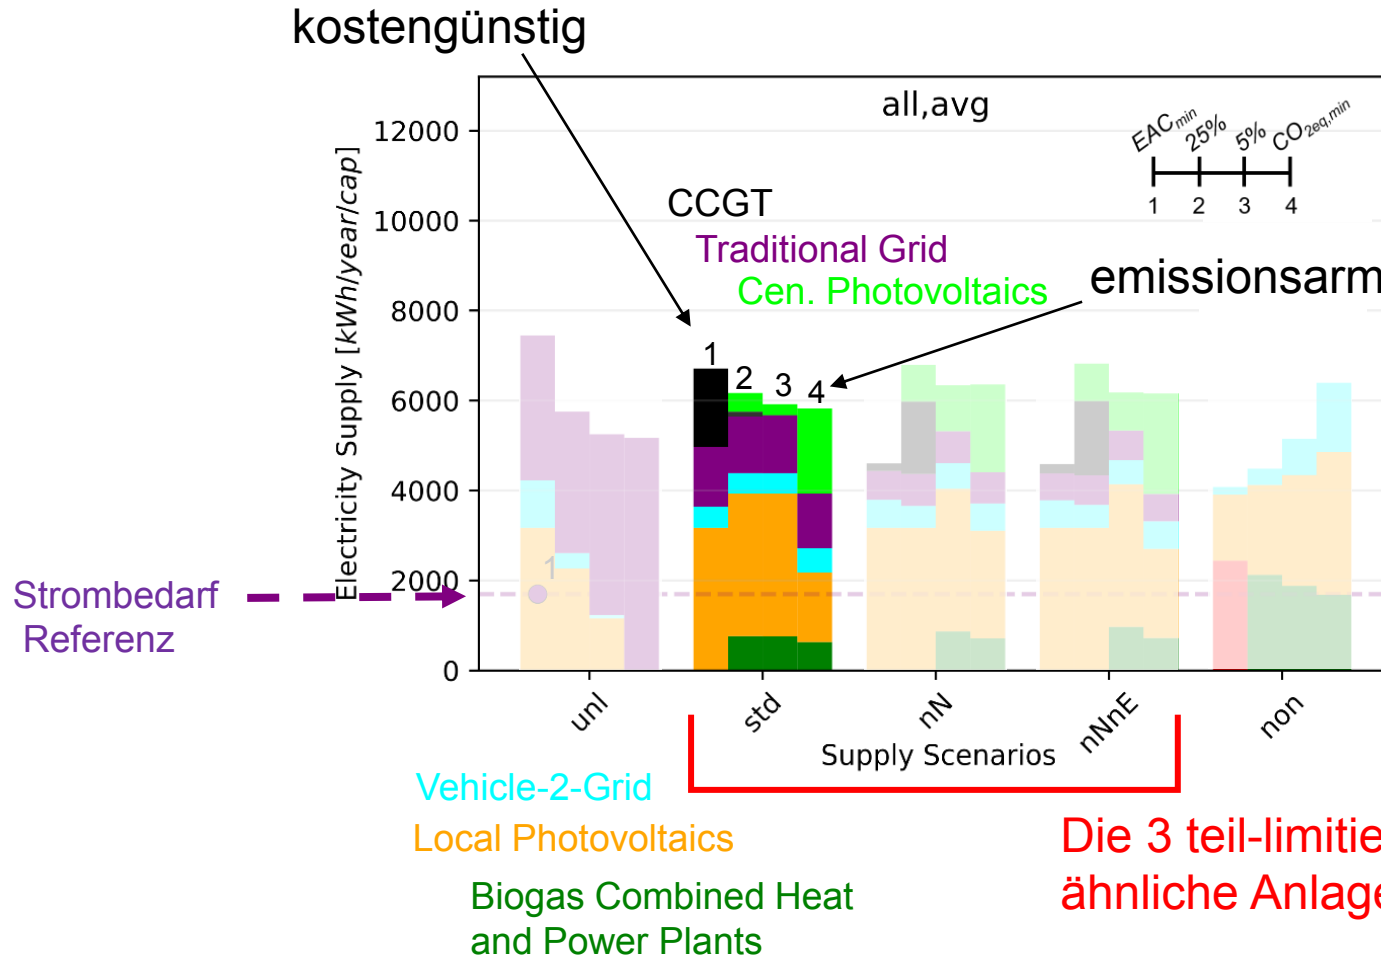 kostengünstig
all,avg
EACmin 25% 5% CO2eq,min
1 2 3 4
12000
10000
8000
6000
4000
2000
0
Electricity Supply [kWh/year/cap]
CCGT
Traditional Grid
Cen. Photovoltaics
emissionsarm
1
2
3
4
1
Strombedarf
Referenz
unl
std
nN
nNnE
non
Supply Scenarios
Vehicle-2-Grid
Local Photovoltaics
Biogas Combined Heat
and Power Plants
Die 3 teil-limitie
ähnliche Anlage